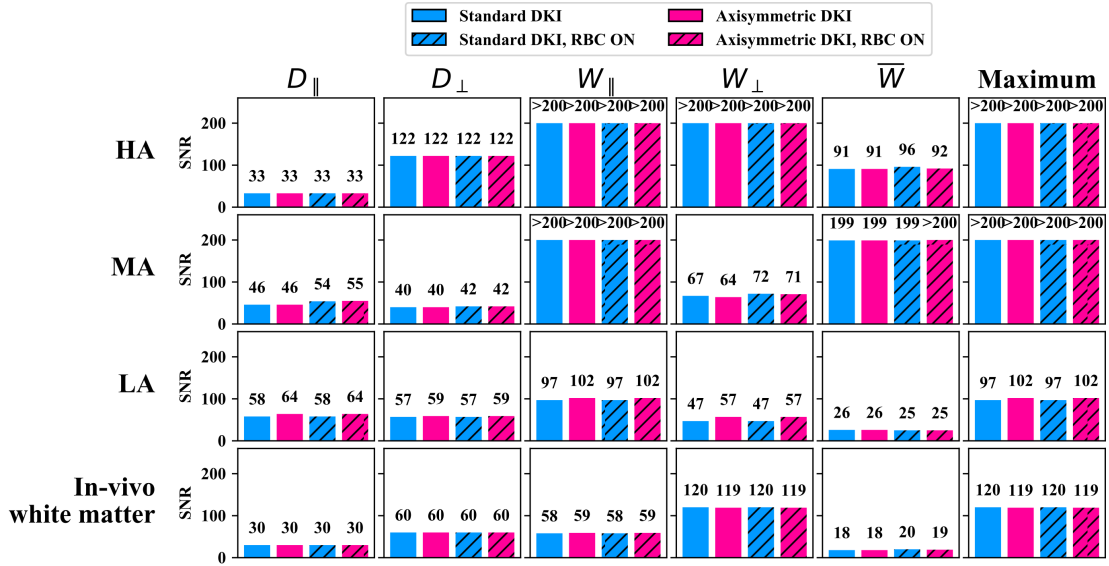 Standard DKI
Axisymmetric DKI
Standard DKI, RBC ON
Axisymmetric DKI, RBC ON
D∥ D⊥ W∥ W⊥ W̅ Maximum
HA
SNR
200
100
0
33 33 33 33
122 122 122 122
>200 >200 >200 >200
>200 >200 >200 >200
91 91 96 92
>200 >200 >200 >200
MA
SNR
200
100
0
46 46 54 55
40 40 42 42
>200 >200 >200 >200
67 64 72 71
199 199 199 >200
>200 >200 >200 >200
LA
SNR
200
100
0
58 64 58 64
57 59 57 59
97 102 97 102
47 57 47 57
26 26 25 25
97 102 97 102
In-vivo
white matter
SNR
200
100
0
30 30 30 30
60 60 60 60
58 59 58 59
120 119 120 119
18 18 20 19
120 119 120 119